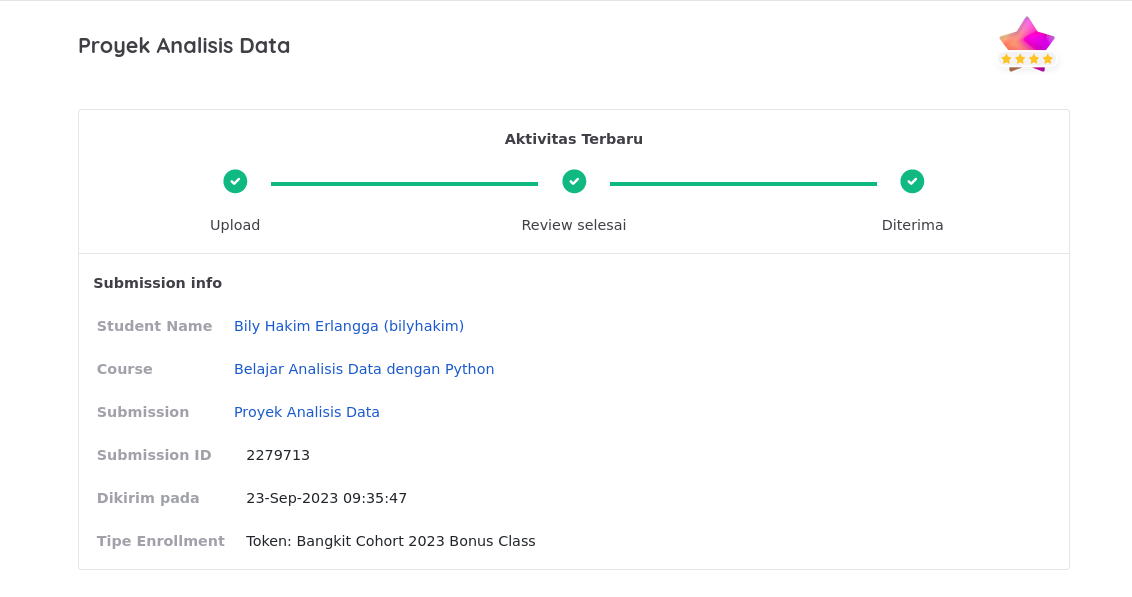 Proyek Analisis Data
Aktivitas Terbaru
Upload
Review selesai
Diterima
Submission info
Student Name Bily Hakim Erlangga (bilyhakim)
Course Belajar Analisis Data dengan Python
Submission Proyek Analisis Data
Submission ID 2279713
Dikirim pada 23-Sep-2023 09:35:47
Tipe Enrollment Token: Bangkit Cohort 2023 Bonus Class